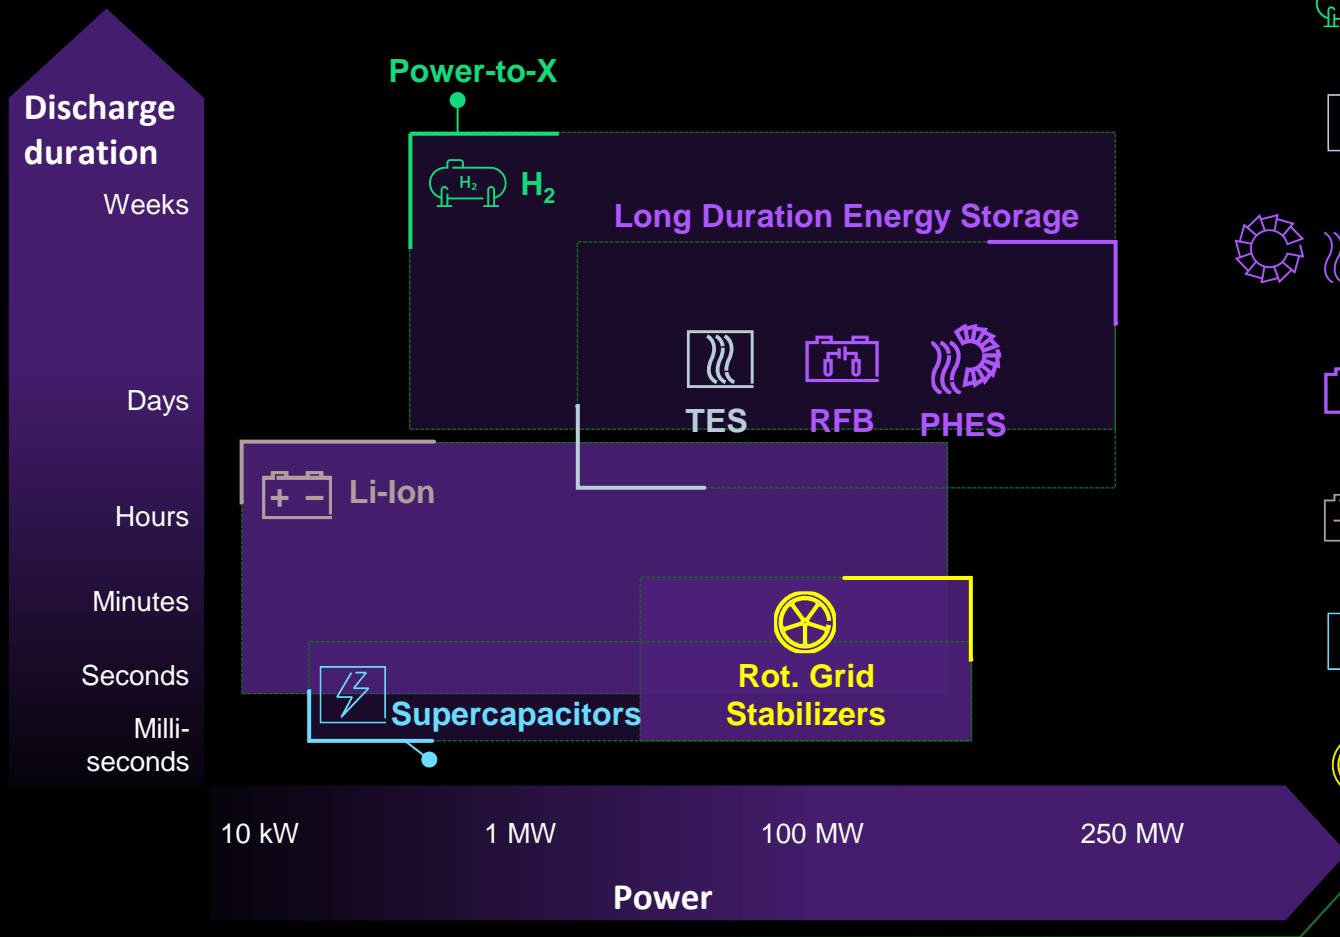 Discharge
duration
Weeks
Days
Hours
Minutes
Seconds
Milli-
seconds
Power-to-X
H₂
H₂
Long Duration Energy Storage
TES
RFB
PHES
Li-Ion
Rot. Grid
Stabilizers
Supercapacitors
10 kW
1 MW
100 MW
250 MW
Power